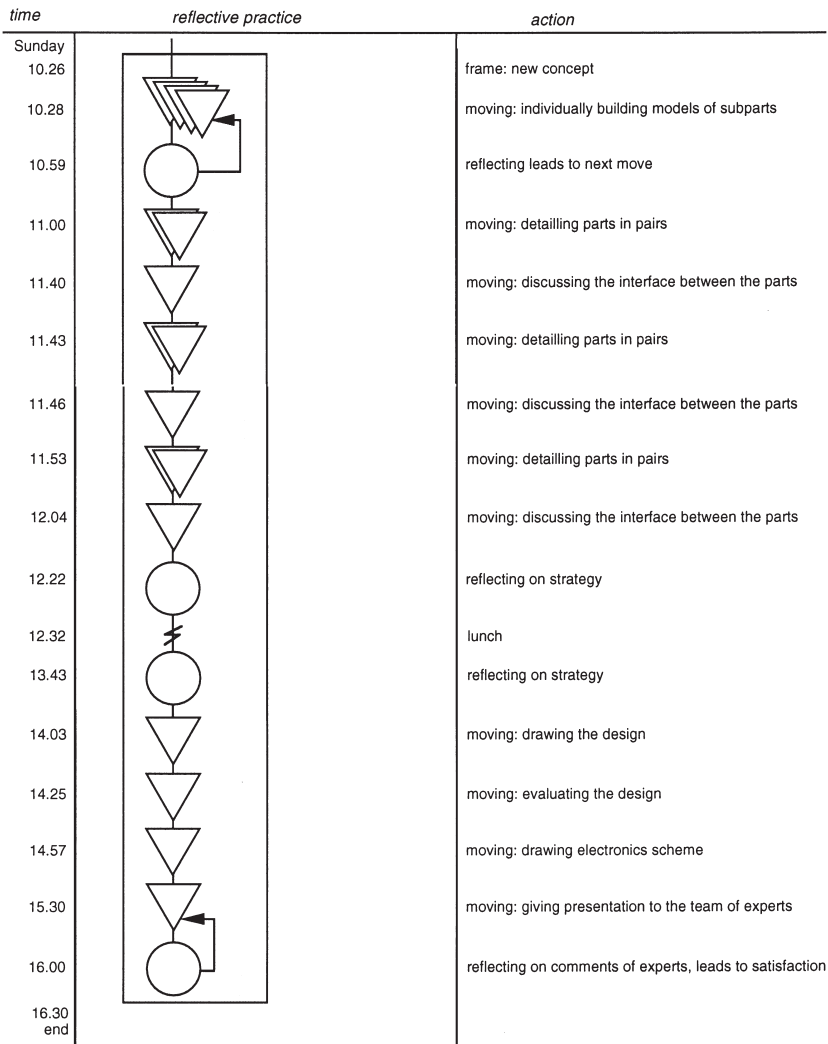 time reflective practice action
Sunday
10.26 frame: new concept
10.28 moving: individually building models of subparts
10.59 reflecting leads to next move
11.00 moving: detailling parts in pairs
11.40 moving: discussing the interface between the parts
11.43 moving: detailling parts in pairs
11.46 moving: discussing the interface between the parts
11.53 moving: detailling parts in pairs
12.04 moving: discussing the interface between the parts
12.22 reflecting on strategy
12.32 lunch
13.43 reflecting on strategy
14.03 moving: drawing the design
14.25 moving: evaluating the design
14.57 moving: drawing electronics scheme
15.30 moving: giving presentation to the team of experts
16.00 reflecting on comments of experts, leads to satisfaction
16.30
end